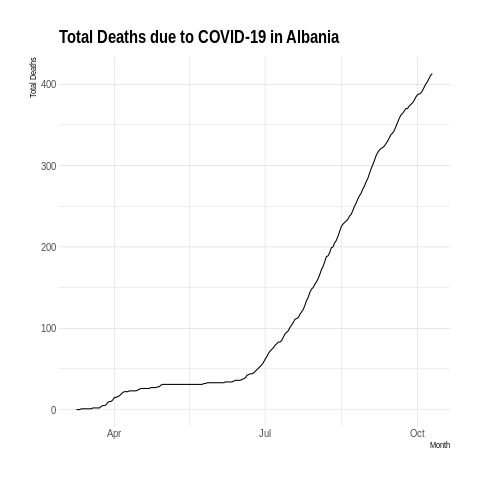 Total Deaths due to COVID-19 in Albania
Total Deaths
400
300
200
100
0
Apr
Jul
Oct
Month